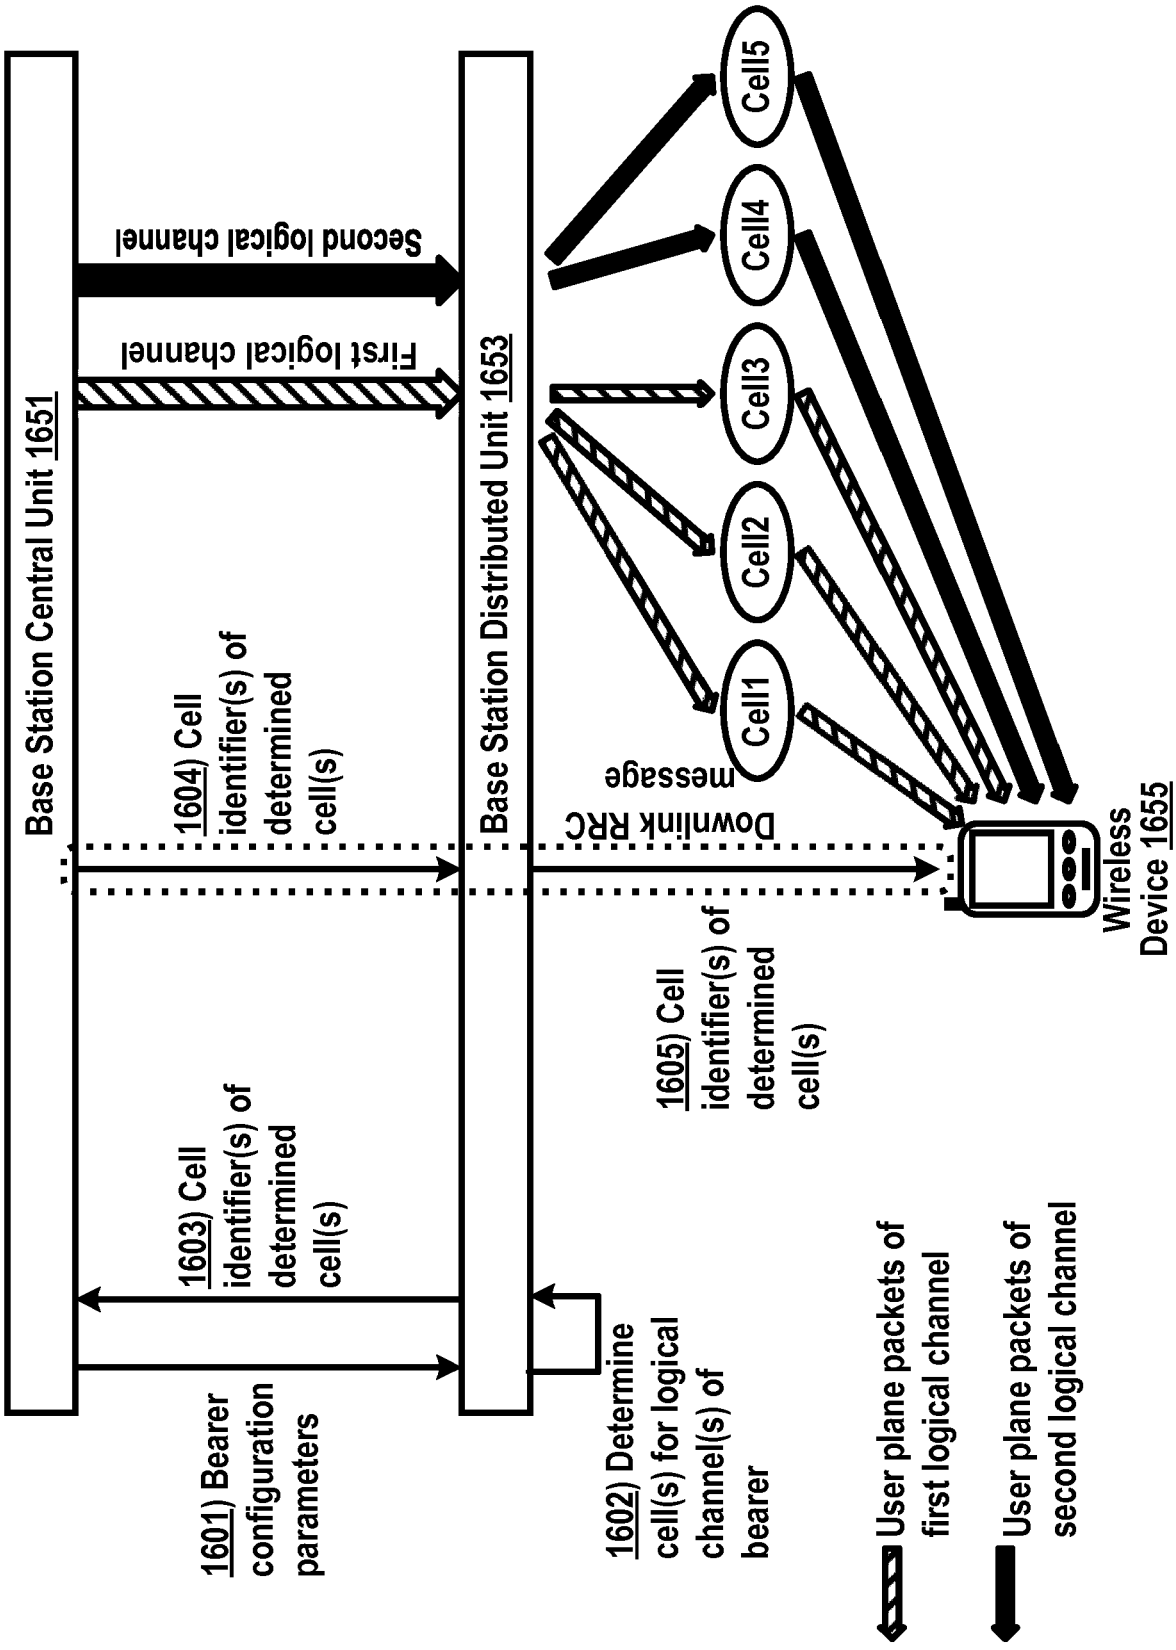 Base Station Central Unit 1651
1601) Bearer
configuration
parameters
1603) Cell
identifier(s) of
determined
cell(s)
1604) Cell
identifier(s) of
determined
cell(s)
First logical channel
Second logical channel
Base Station Distributed Unit 1653
1602) Determine
cell(s) for logical
channel(s) of
bearer
1605) Cell
identifier(s) of
determined
cell(s)
Downlink RRC
message
Cell1
Cell2
Cell3
Cell4
Cell5
Wireless
Device 1655
User plane packets of
first logical channel
User plane packets of
second logical channel